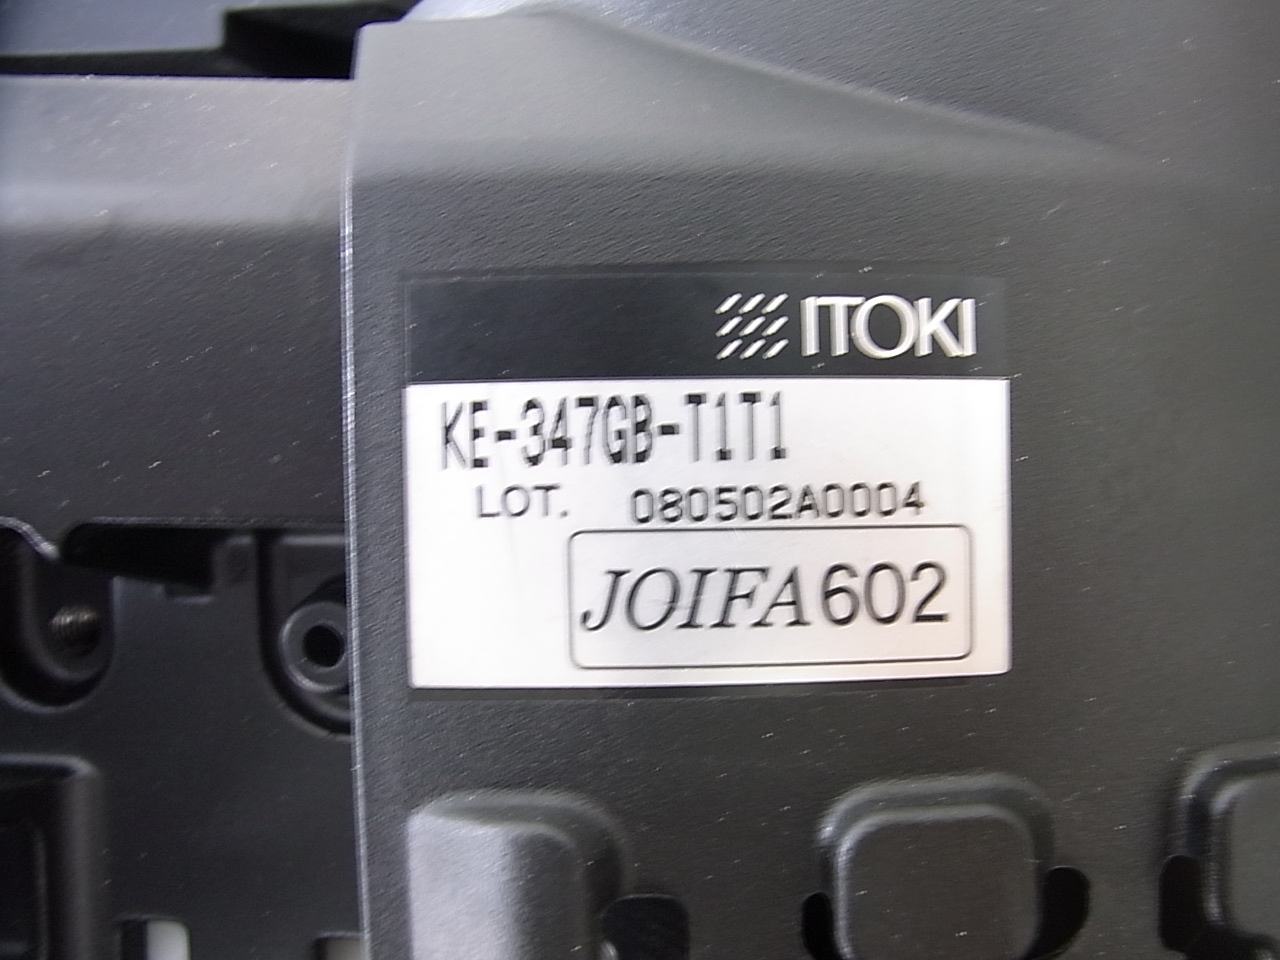 ITOKI
KE-347GB-T1T1
LOT. 080502A0004
JOIFA602